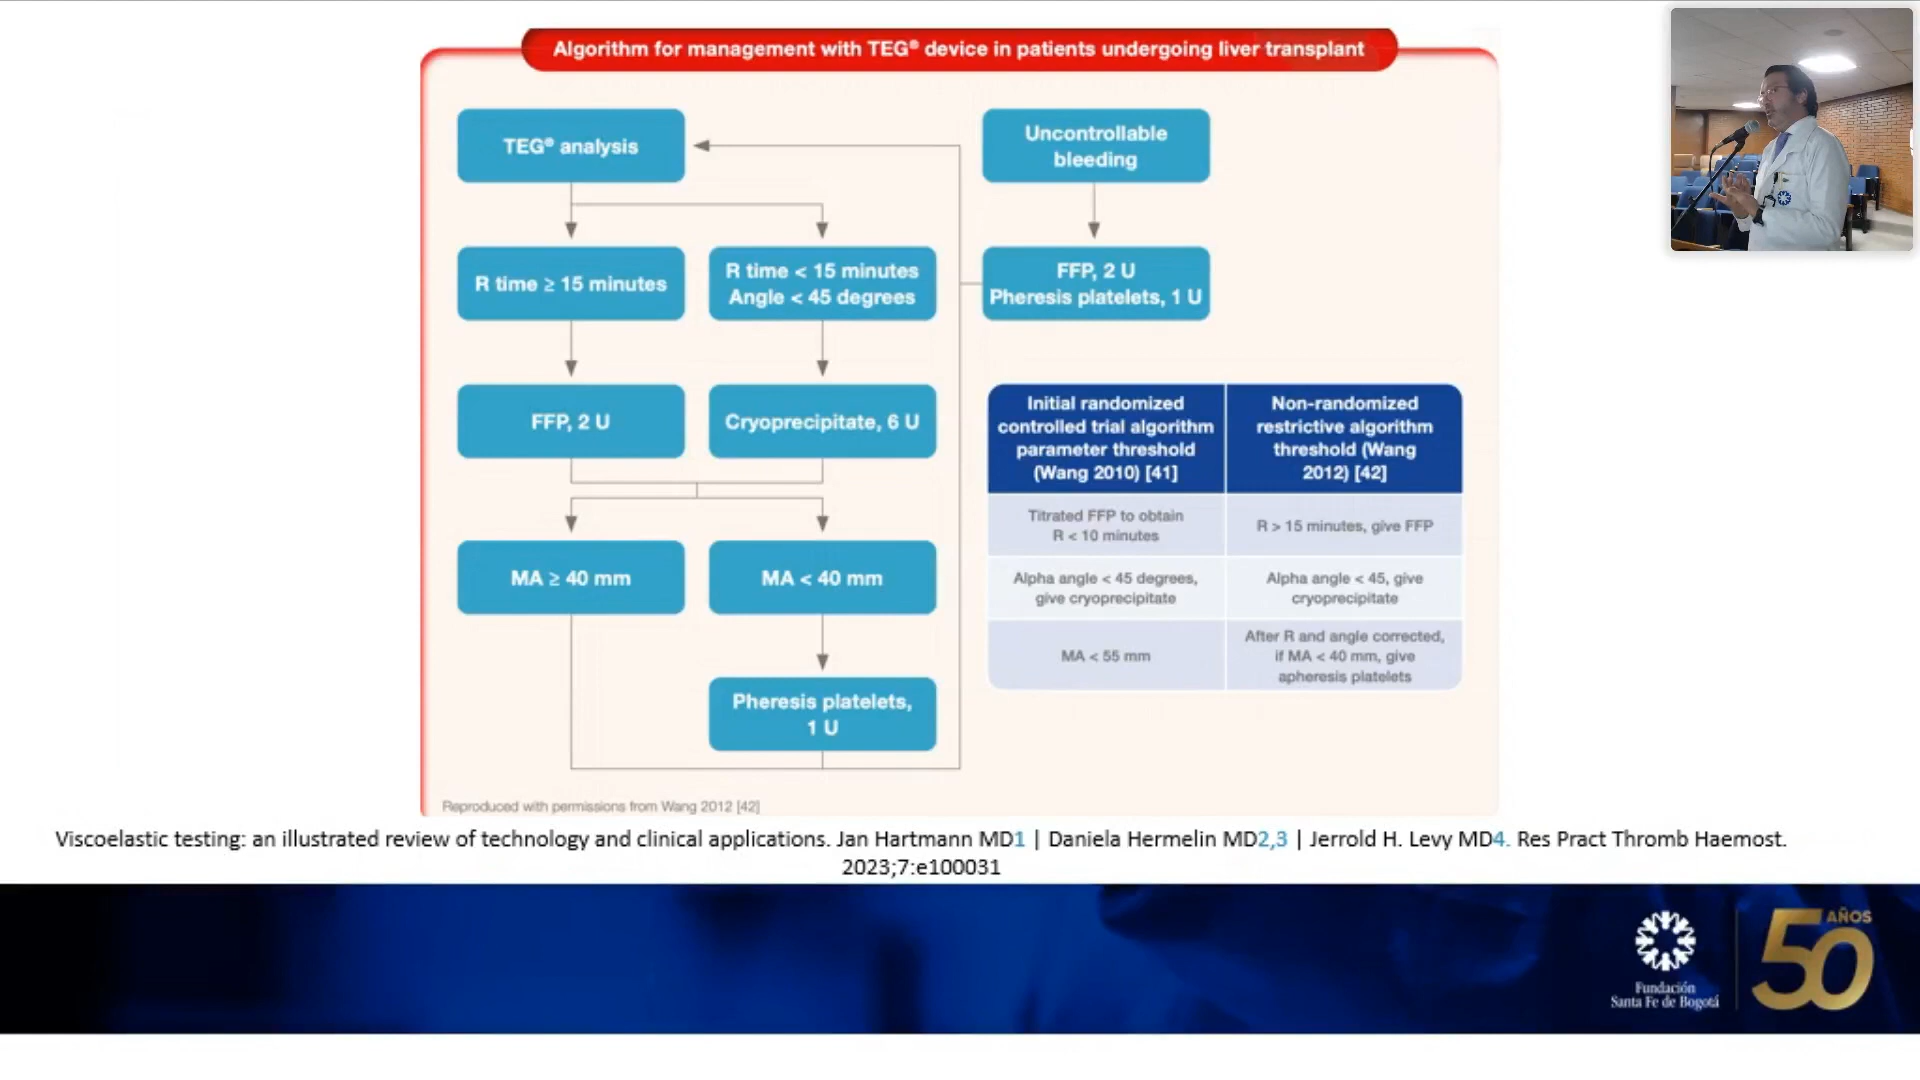 Algorithm for management with TEG® device in patients undergoing liver transplant
TEG® analysis
Uncontrollable
bleeding
R time ≥ 15 minutes
R time < 15 minutes
Angle < 45 degrees
FFP, 2 U
Pheresis platelets, 1 U
FFP, 2 U
Cryoprecipitate, 6 U
MA ≥ 40 mm
MA < 40 mm
Pheresis platelets,
1 U
Initial randomized
controlled trial algorithm
parameter threshold
(Wang 2010) [41]
Non-randomized
restrictive algorithm
threshold (Wang
2012) [42]
Titrated FFP to obtain
R < 10 minutes
R > 15 minutes, give FFP
Alpha angle < 45 degrees,
give cryoprecipitate
Alpha angle < 45, give
cryoprecipitate
MA < 55 mm
After R and angle corrected,
if MA < 40 mm, give
apheresis platelets
Reproduced with permissions from Wang 2012 [42]
Viscoelastic testing: an illustrated review of technology and clinical applications. Jan Hartmann MD1 | Daniela Hermelin MD2,3 | Jerrold H. Levy MD4. Res Pract Thromb Haemost.
2023;7:e100031
Fundación
Santa Fe de Bogotá
50 AÑOS